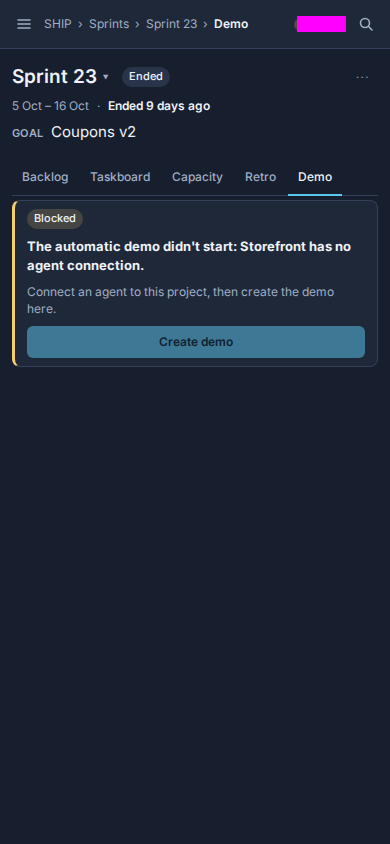 SHIP › Sprints › Sprint 23 › Demo
Sprint 23 ▾ Ended ...
5 Oct – 16 Oct · Ended 9 days ago
GOAL Coupons v2
Backlog Taskboard Capacity Retro Demo
Blocked
The automatic demo didn't start: Storefront has no
agent connection.
Connect an agent to this project, then create the demo
here.
Create demo